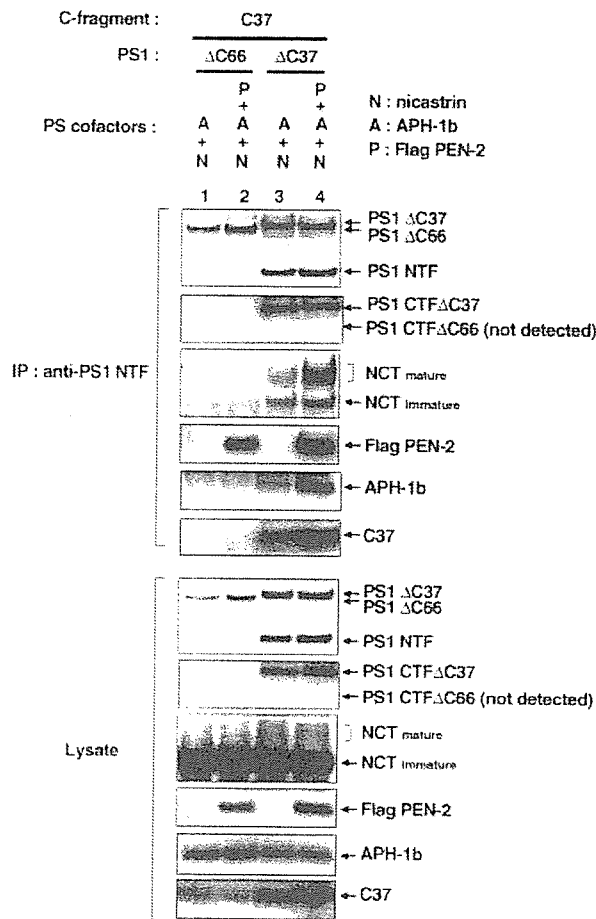 C-fragment : C37
PS1: ΔC66 ΔC37
P P
+ +
PS cofactors : A A A A
+ + + +
N N N N
N : nicastrin
A : APH-1b
P : Flag PEN-2
1 2 3 4
IP : anti-PS1 NTF
PS1 ΔC37
PS1 ΔC66
PS1 NTF
PS1 CTFΔC37
PS1 CTFΔC66 (not detected)
NCT mature
NCT immature
Flag PEN-2
APH-1b
C37
Lysate
PS1 ΔC37
PS1 ΔC66
PS1 NTF
PS1 CTFΔC37
PS1 CTFΔC66 (not detected)
NCT mature
NCT immature
Flag PEN-2
APH-1b
C37